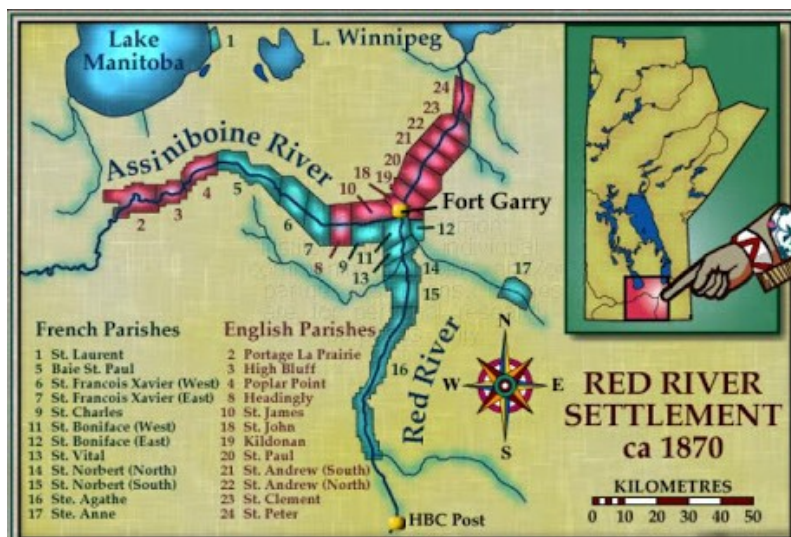 Lake
Manitoba
1
L. Winnipeg
24
23
22
21
20
19
18
10
Assiniboine River
Fort Garry
2
3
4
5
6
7
8
9
11
13
12
14
15
16
17
Red River
N
W
E
S
HBC Post
French Parishes
1 St. Laurent
5 Baie St. Paul
6 St. Francois Xavier (West)
7 St. Francois Xavier (East)
9 St. Charles
11 St. Boniface (West)
12 St. Boniface (East)
13 St. Vital
14 St. Norbert (North)
15 St. Norbert (South)
16 Ste. Agathe
17 Ste. Anne
English Parishes
2 Portage La Prairie
3 High Bluff
4 Poplar Point
8 Headingly
10 St. James
18 St. John
19 Kildonan
20 St. Paul
21 St. Andrew (South)
22 St. Andrew (North)
23 St. Clement
24 St. Peter
RED RIVER
SETTLEMENT
ca 1870
KILOMETRES
0 10 20 30 40 50